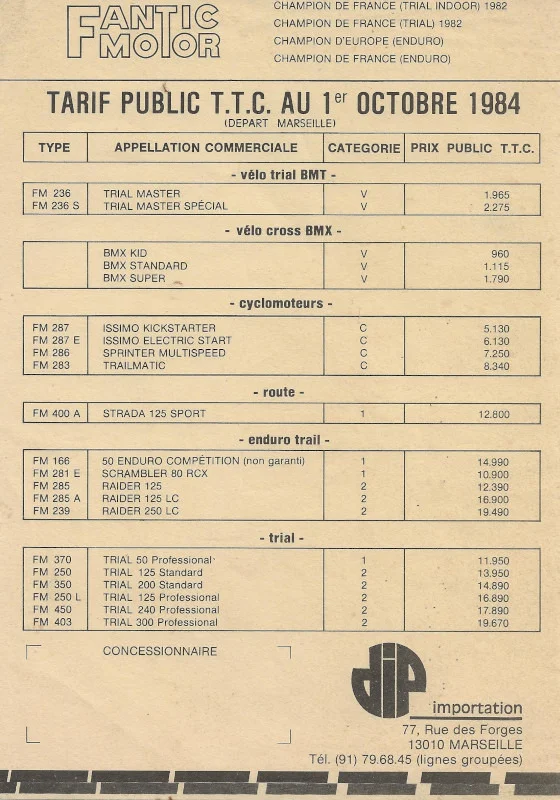 FANTIC MOTOR
CHAMPION DE FRANCE (TRIAL INDOOR) 1982
CHAMPION DE FRANCE (TRIAL) 1982
CHAMPION D'EUROPE (ENDURO)
CHAMPION DE FRANCE (ENDURO)
TARIF PUBLIC T.T.C. AU 1er OCTOBRE 1984
(DEPART MARSEILLE)
TYPE APPELLATION COMMERCIALE CATEGORIE PRIX PUBLIC T.T.C.
- vélo trial BMT -
FM 236 TRIAL MASTER V 1.965
FM 236 S TRIAL MASTER SPÉCIAL V 2.275
- vélo cross BMX -
BMX KID V 960
BMX STANDARD V 1.115
BMX SUPER V 1.790
- cyclomoteurs -
FM 287 ISSIMO KICKSTARTER C 5.130
FM 287 E ISSIMO ELECTRIC START C 6.130
FM 286 SPRINTER MULTISPEED C 7.250
FM 283 TRAILMATIC C 8.340
- route -
FM 400 A STRADA 125 SPORT 1 12.800
- enduro trail -
FM 166 50 ENDURO COMPÉTITION (non garanti) 1 14.990
FM 281 E SCRAMBLER 80 RCX 1 10.900
FM 285 RAIDER 125 2 12.390
FM 285 A RAIDER 125 LC 2 16.900
FM 239 RAIDER 250 LC 2 19.490
- trial -
FM 370 TRIAL 50 Professional 1 11.950
FM 250 TRIAL 125 Standard 2 13.950
FM 350 TRIAL 200 Standard 2 14.890
FM 250 L TRIAL 125 Professional 2 16.890
FM 450 TRIAL 240 Professional 2 17.890
FM 403 TRIAL 300 Professional 2 19.670
CONCESSIONNAIRE
dip importation
77, Rue des Forges
13010 MARSEILLE
Tél. (91) 79.68.45 (lignes groupées)